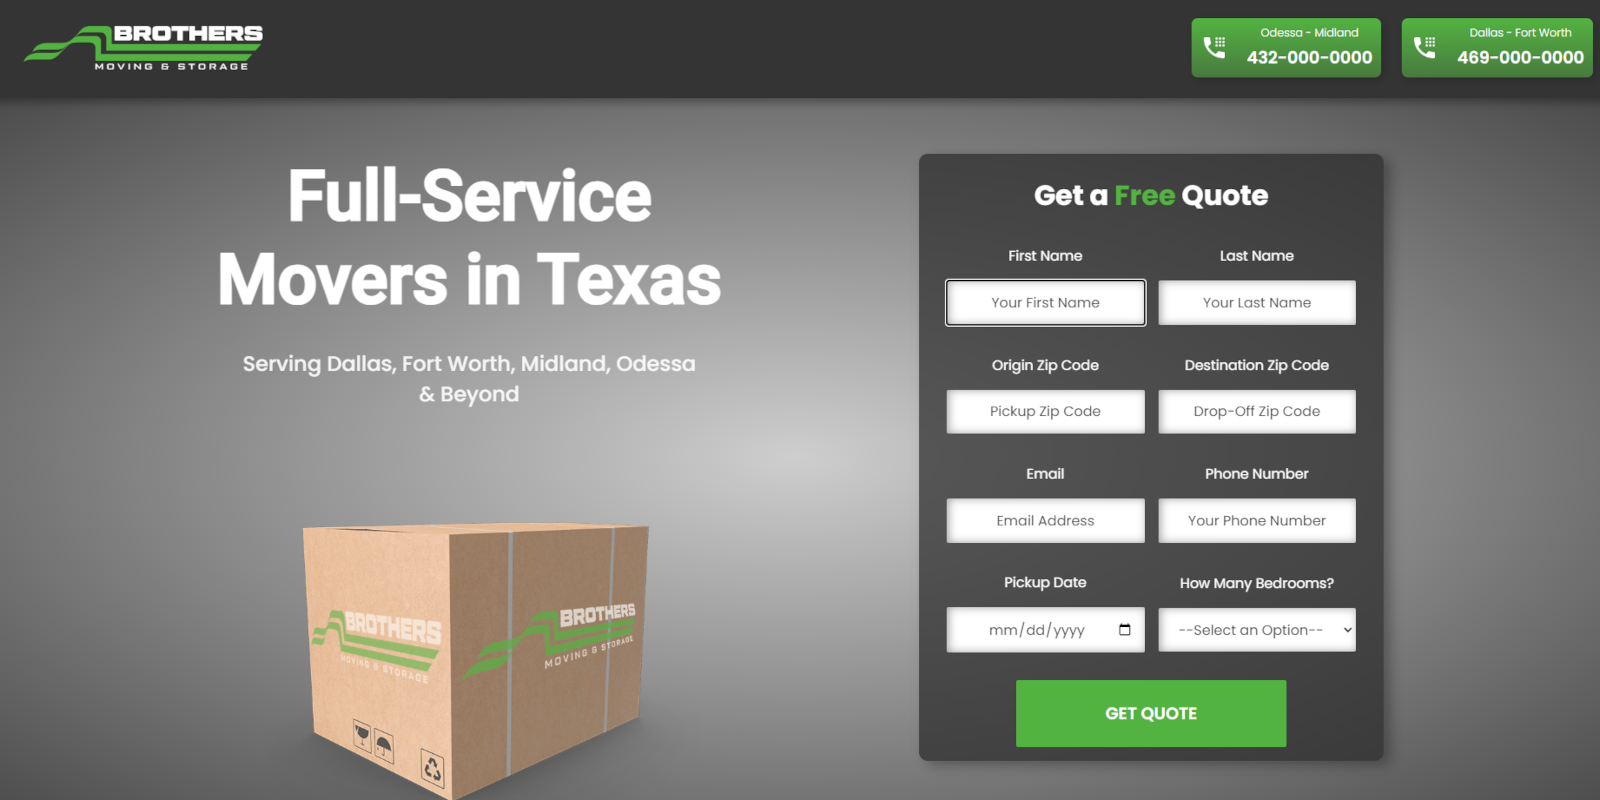 BROTHERS
MOVING & STORAGE
Odessa - Midland
432-000-0000
Dallas - Fort Worth
469-000-0000
Full-Service
Movers in Texas
Serving Dallas, Fort Worth, Midland, Odessa
& Beyond
BROTHERS
MOVING & STORAGE
BROTHERS
MOVING & STORAGE
Get a Free Quote
First Name
Last Name
Your First Name
Your Last Name
Origin Zip Code
Destination Zip Code
Pickup Zip Code
Drop-Off Zip Code
Email
Phone Number
Email Address
Your Phone Number
Pickup Date
How Many Bedrooms?
mm/dd/yyyy
--Select an Option--
GET QUOTE